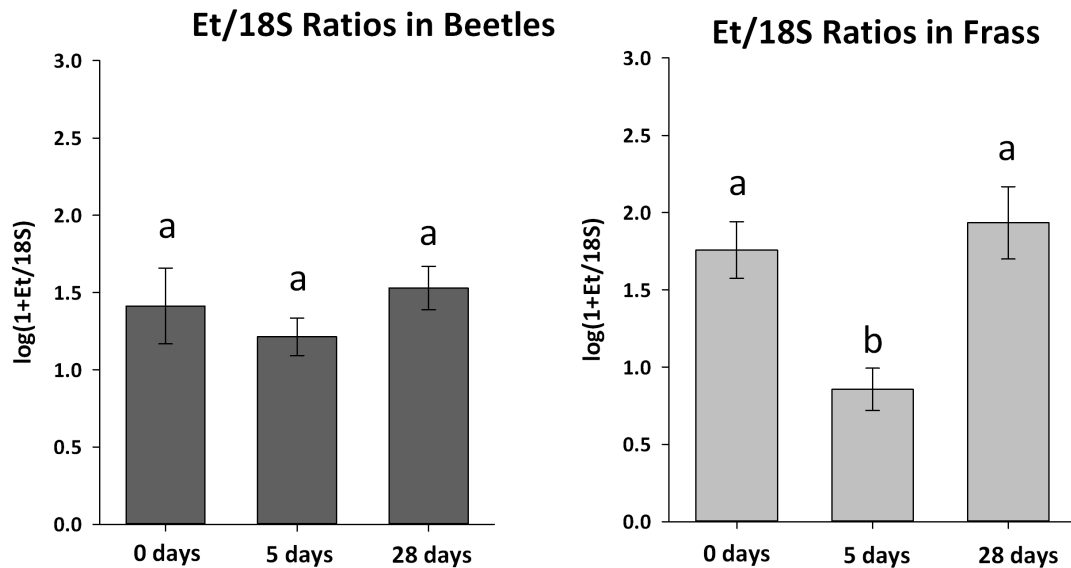 Et/18S Ratios in Beetles
3.0
2.5
2.0
1.5
1.0
0.5
0.0
log(1+Et/18S)
a
a
a
0 days
5 days
28 days
Et/18S Ratios in Frass
3.0
2.5
2.0
1.5
1.0
0.5
0.0
log(1+Et/18S)
a
b
a
0 days
5 days
28 days